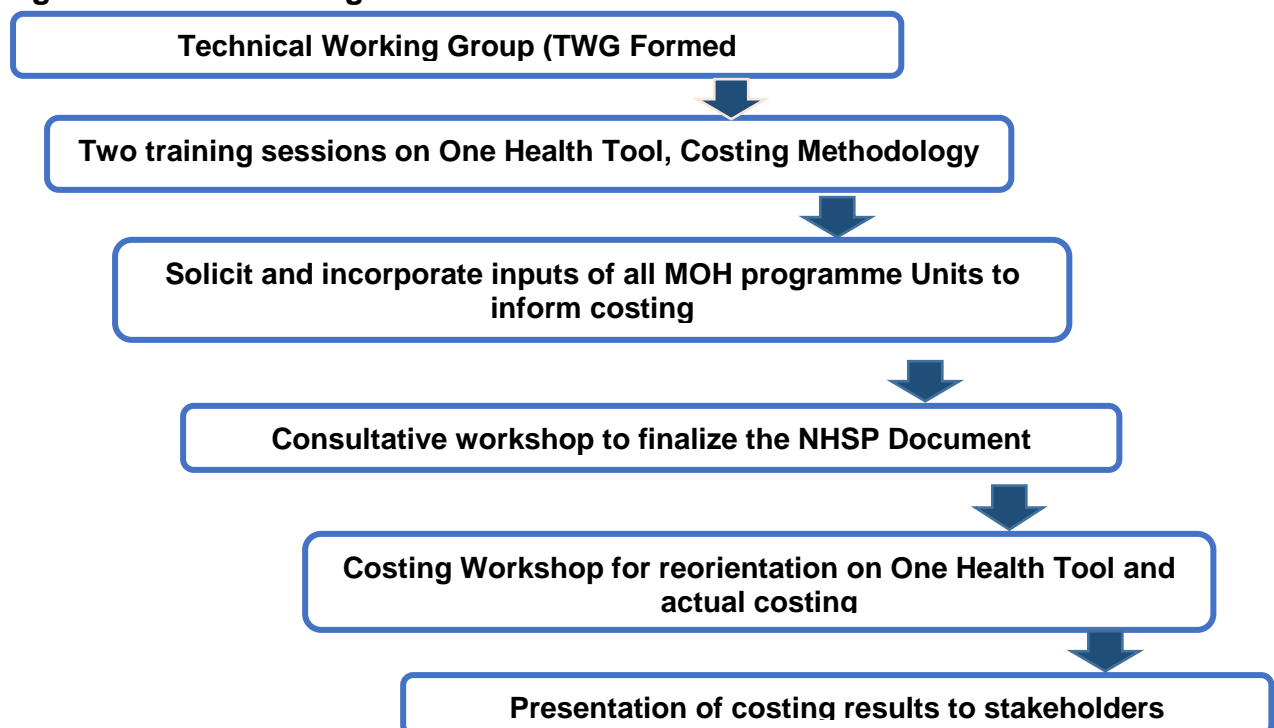 Technical Working Group (TWG Formed
Two training sessions on One Health Tool, Costing Methodology
Solicit and incorporate inputs of all MOH programme Units to
inform costing
Consultative workshop to finalize the NHSP Document
Costing Workshop for reorientation on One Health Tool and
actual costing
Presentation of costing results to stakeholders